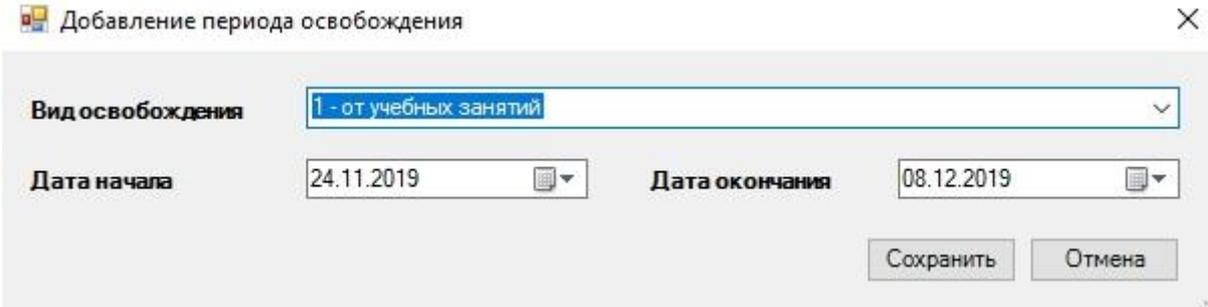 Добавление периода освобождения
Вид освобождения 1 - от учебных занятий
Дата начала 24.11.2019 Дата окончания 08.12.2019
Сохранить Отмена